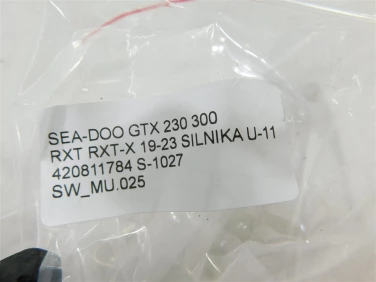 SEA-DOO GTX 230 300
RXT RXT-X 19-23 SILNIKA U-11
420811784 S-1027
SW_MU.025